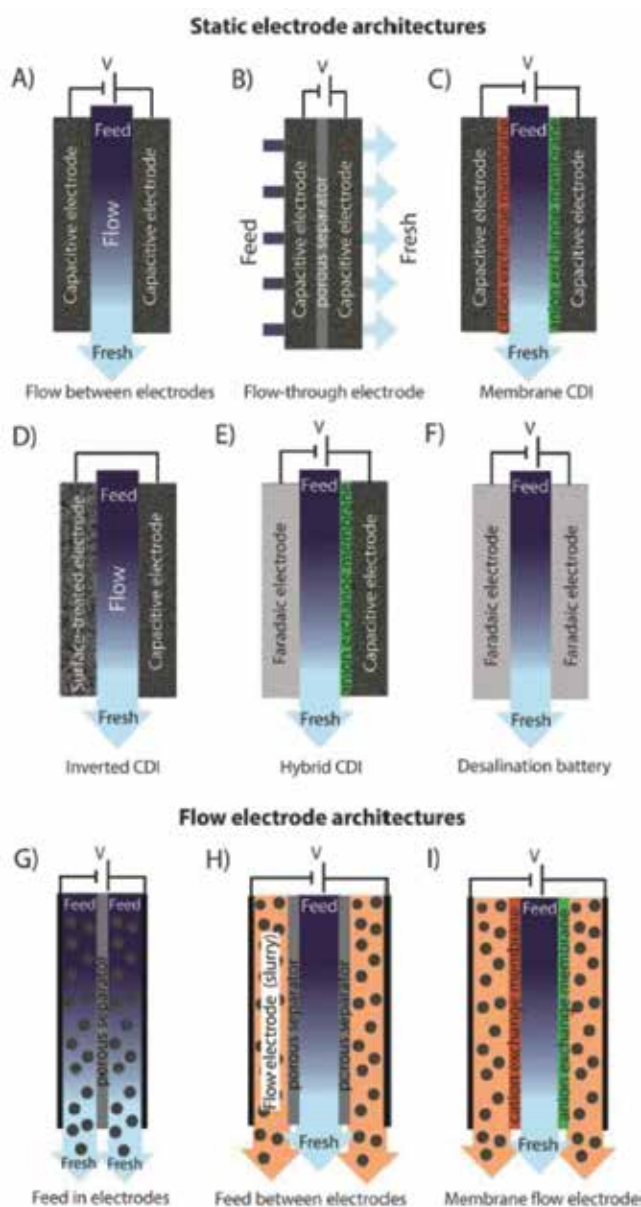 Static electrode architectures
A)
V
Feed
Capacitive electrode
Flow
Capacitive electrode
Fresh
Flow between electrodes
B)
V
Feed
Capacitive electrode
porous separator
Capacitive electrode
Fresh
Flow-through electrode
C)
V
Feed
Capacitive electrode
cation exchange membrane
anion exchange membrane
Capacitive electrode
Fresh
Membrane CDI
D)
Feed
Surface-treated electrode
Flow
Capacitive electrode
Fresh
Inverted CDI
E)
V
Feed
Faradaic electrode
anion exchange membrane
Capacitive electrode
Fresh
Hybrid CDI
F)
V
Feed
Faradaic electrode
Faradaic electrode
Fresh
Desalination battery
Flow electrode architectures
G)
V
Feed
Feed
porous separator
Fresh
Fresh
Feed in electrodes
H)
V
Feed
Flow electrode (slurry)
porous separator
porous separator
Fresh
Feed between electrodes
I)
V
Feed
cation exchange membrane
anion exchange membrane
Fresh
Membrane flow electrode